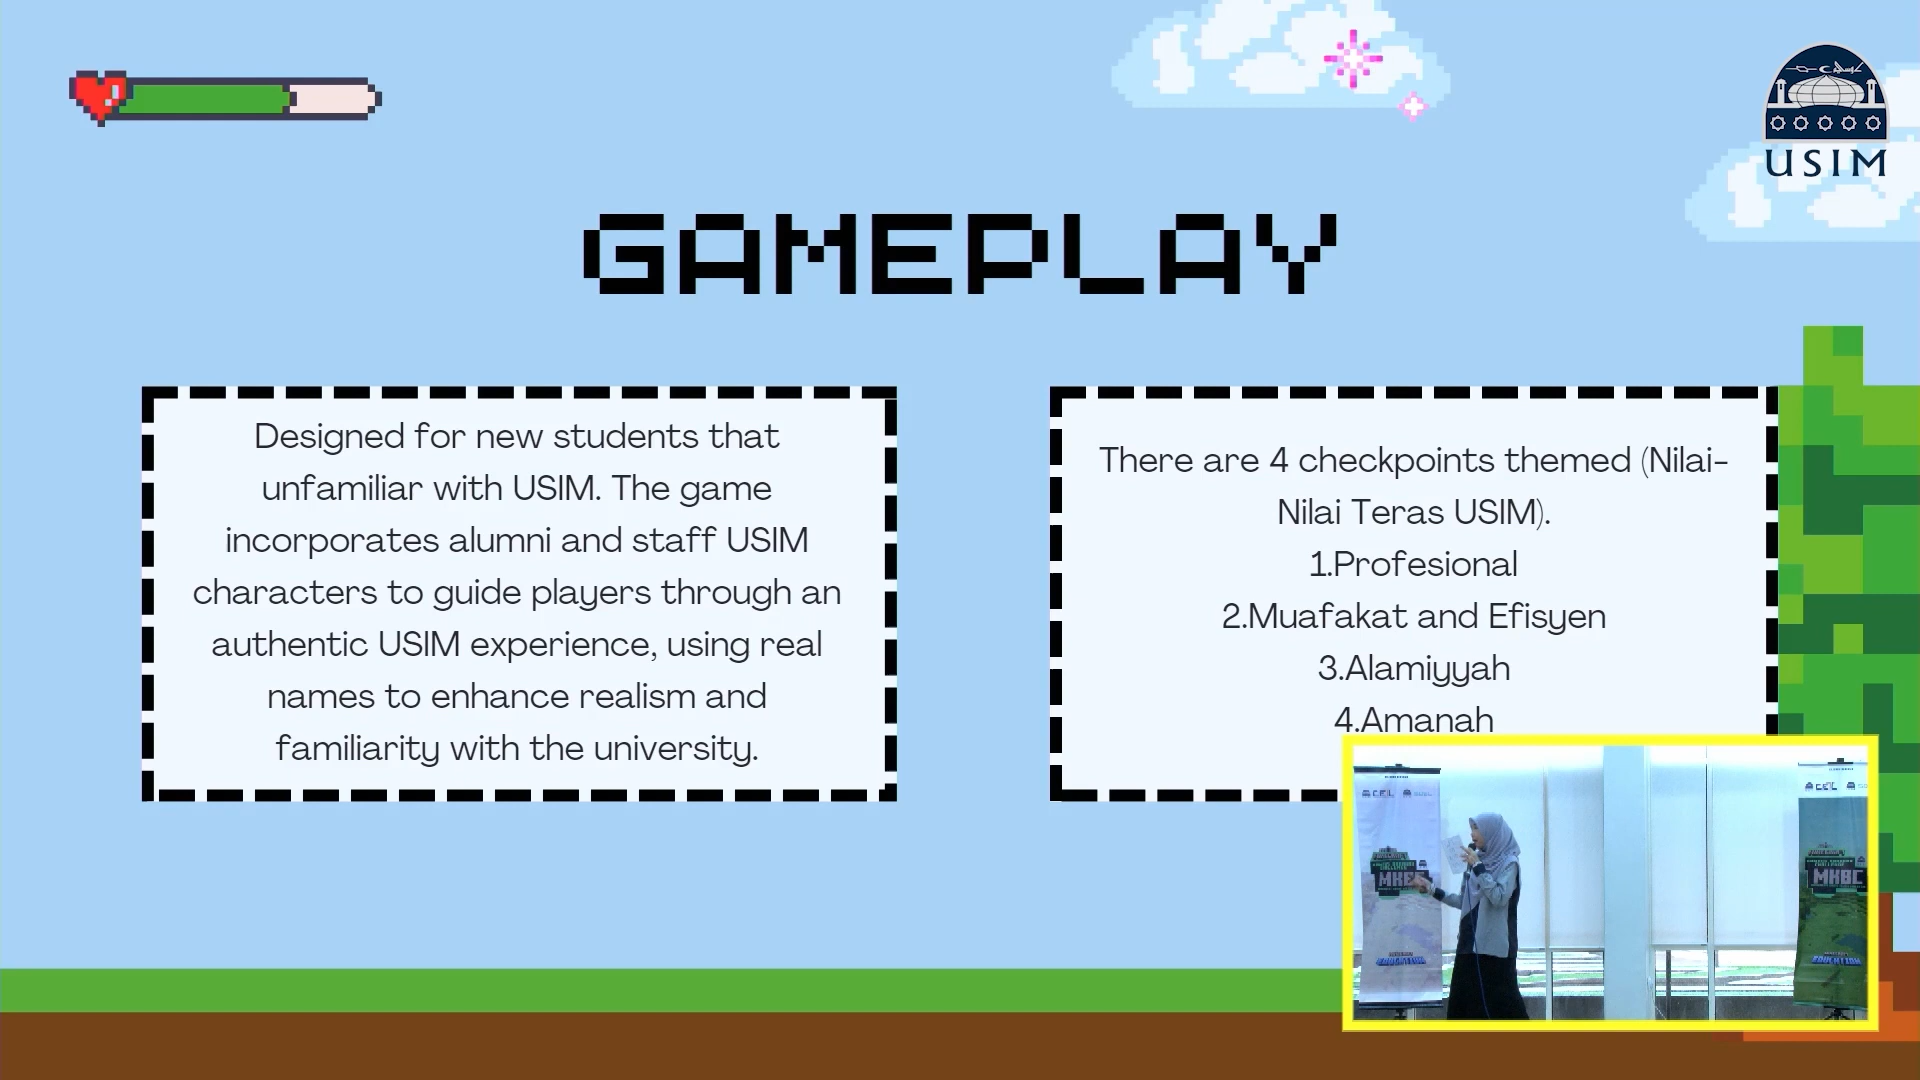 USIM
GAMEPLAY
Designed for new students that
unfamiliar with USIM. The game
incorporates alumni and staff USIM
characters to guide players through an
authentic USIM experience, using real
names to enhance realism and
familiarity with the university.
There are 4 checkpoints themed (Nilai-
Nilai Teras USIM).
1.Profesional
2.Muafakat and Efisyen
3.Alamiyyah
4.Amanah
MKBC
EDUCATION